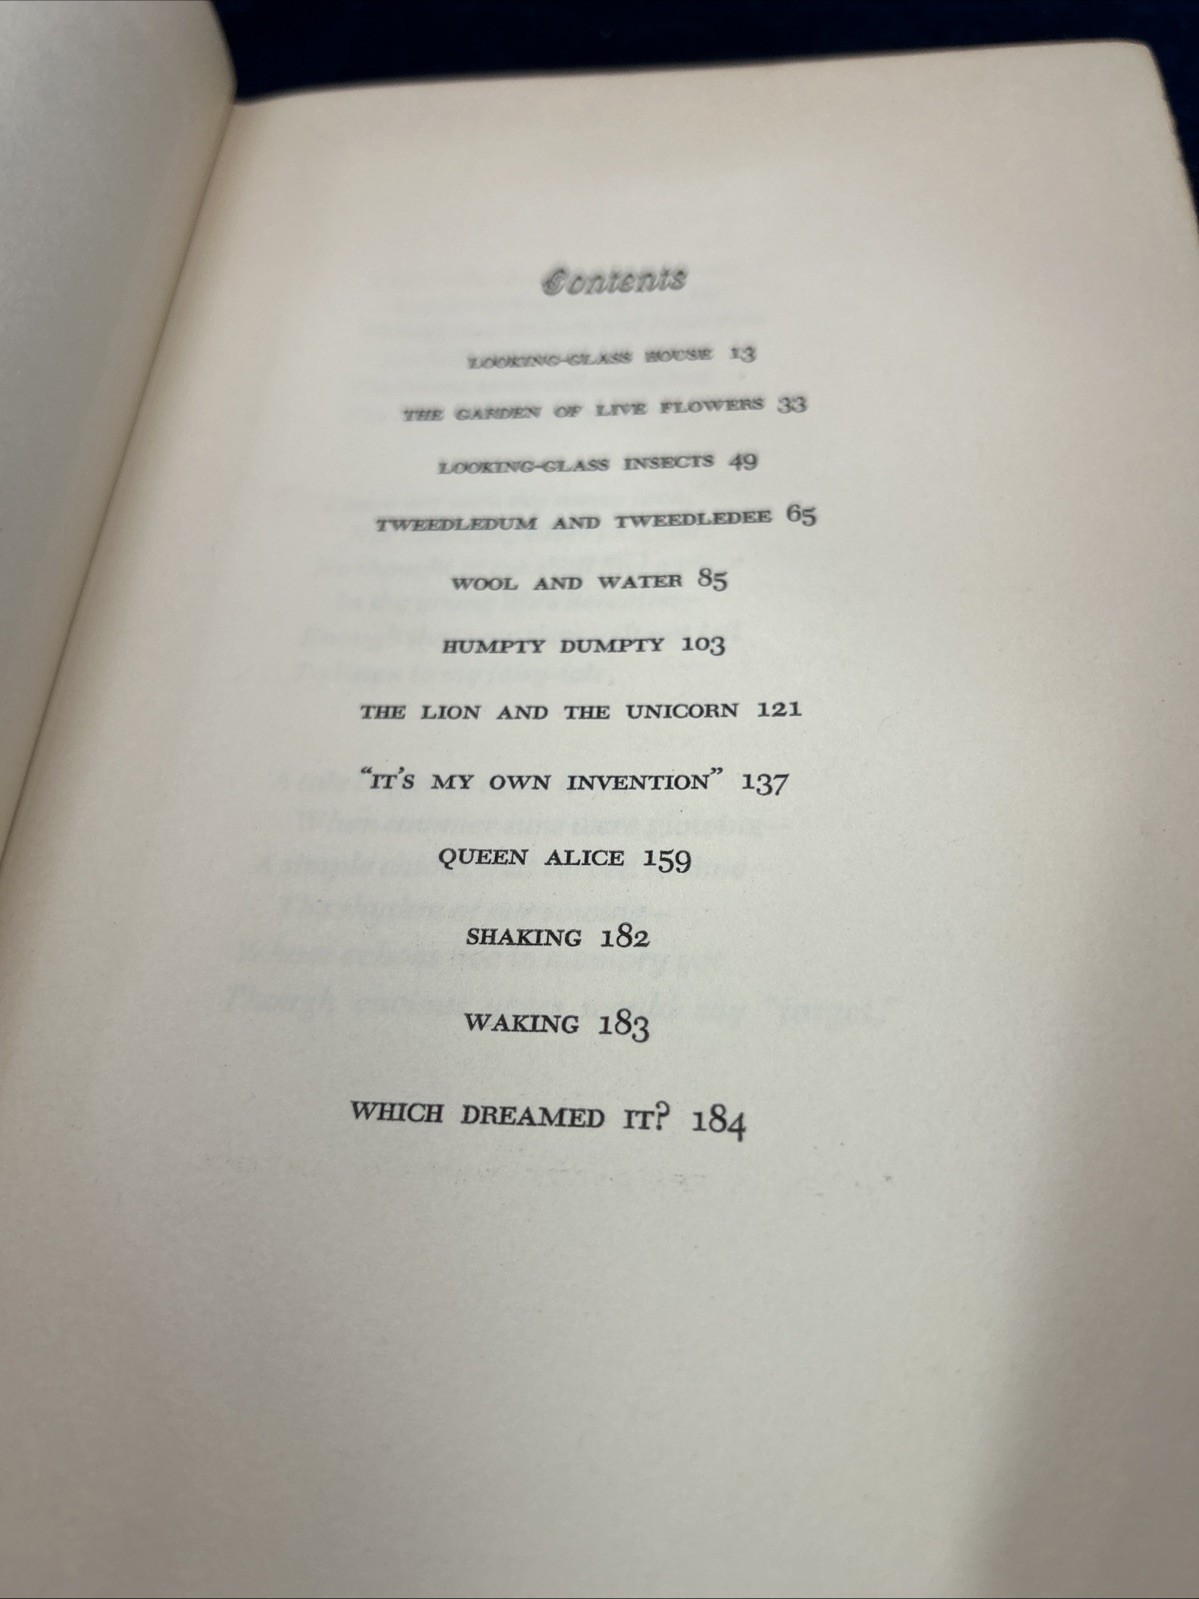 Contents
LOOKING-GLASS HOUSE 13
THE GARDEN OF LIVE FLOWERS 33
LOOKING-GLASS INSECTS 49
TWEEDLEDUM AND TWEEDLEDEE 65
WOOL AND WATER 85
HUMPTY DUMPTY 103
THE LION AND THE UNICORN 121
“IT’S MY OWN INVENTION” 137
QUEEN ALICE 159
SHAKING 182
WAKING 183
WHICH DREAMED IT? 184